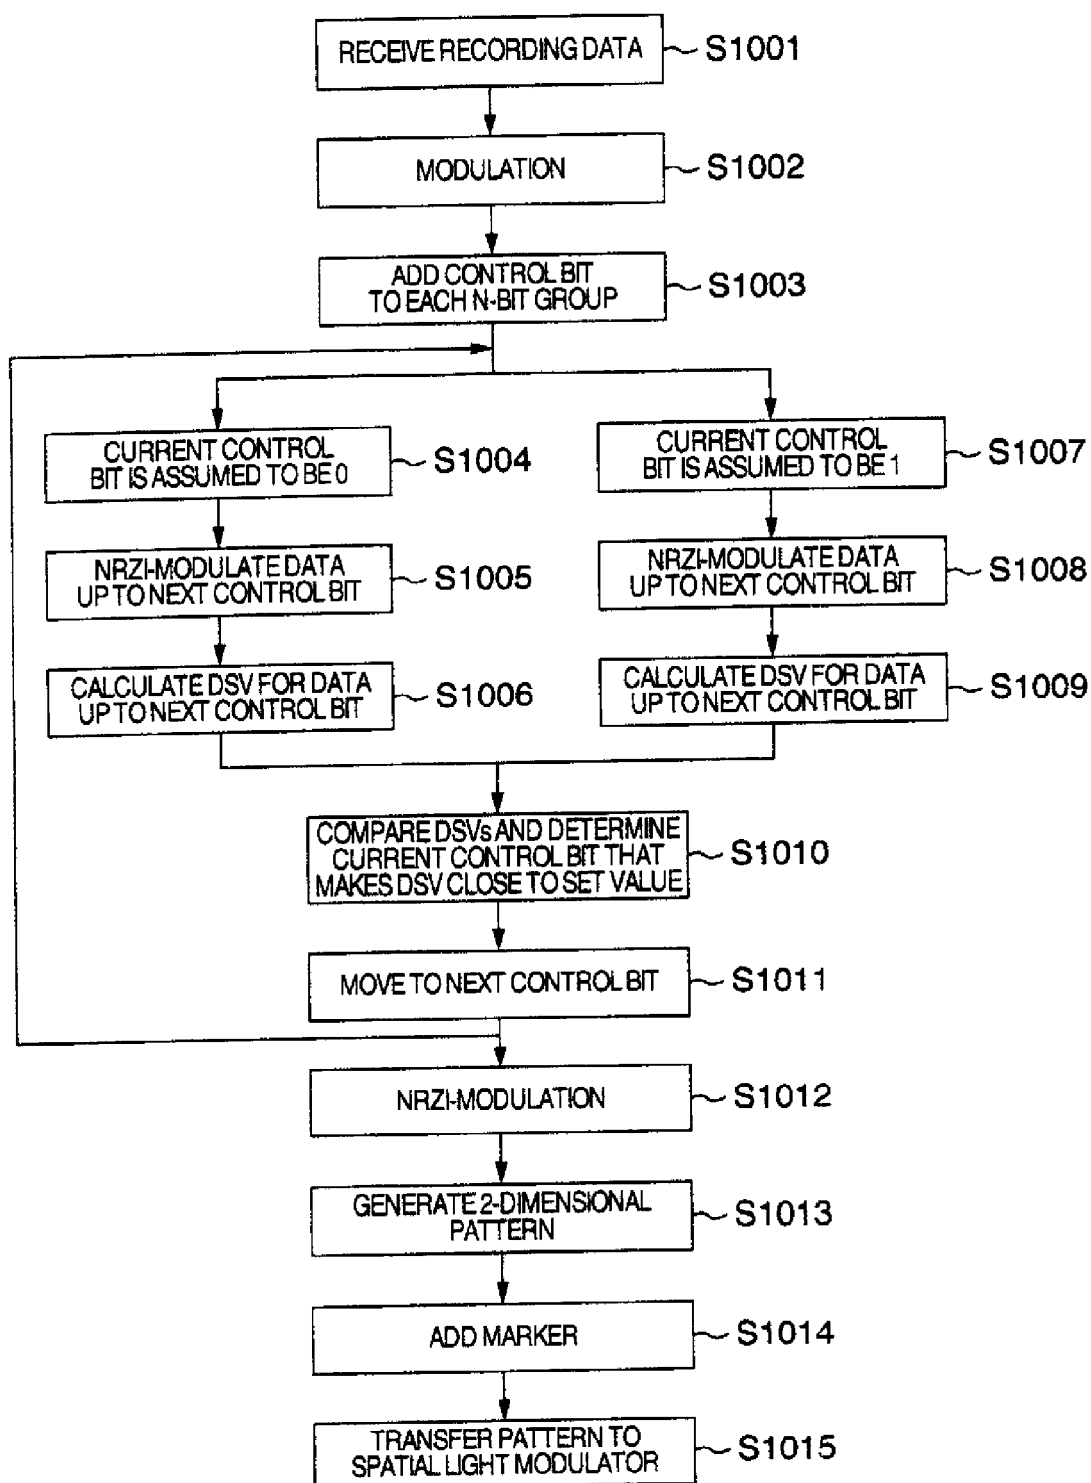 RECEIVE RECORDING DATA
S1001
MODULATION
S1002
ADD CONTROL BIT
TO EACH N-BIT GROUP
S1003
CURRENT CONTROL
BIT IS ASSUMED TO BE 0
S1004
CURRENT CONTROL
BIT IS ASSUMED TO BE 1
S1007
NRZI-MODULATE DATA
UP TO NEXT CONTROL BIT
S1005
NRZI-MODULATE DATA
UP TO NEXT CONTROL BIT
S1008
CALCULATE DSV FOR DATA
UP TO NEXT CONTROL BIT
S1006
CALCULATE DSV FOR DATA
UP TO NEXT CONTROL BIT
S1009
COMPARE DSVs AND DETERMINE
CURRENT CONTROL BIT THAT
MAKES DSV CLOSE TO SET VALUE
S1010
MOVE TO NEXT CONTROL BIT
S1011
NRZI-MODULATION
S1012
GENERATE 2-DIMENSIONAL
PATTERN
S1013
ADD MARKER
S1014
TRANSFER PATTERN TO
SPATIAL LIGHT MODULATOR
S1015